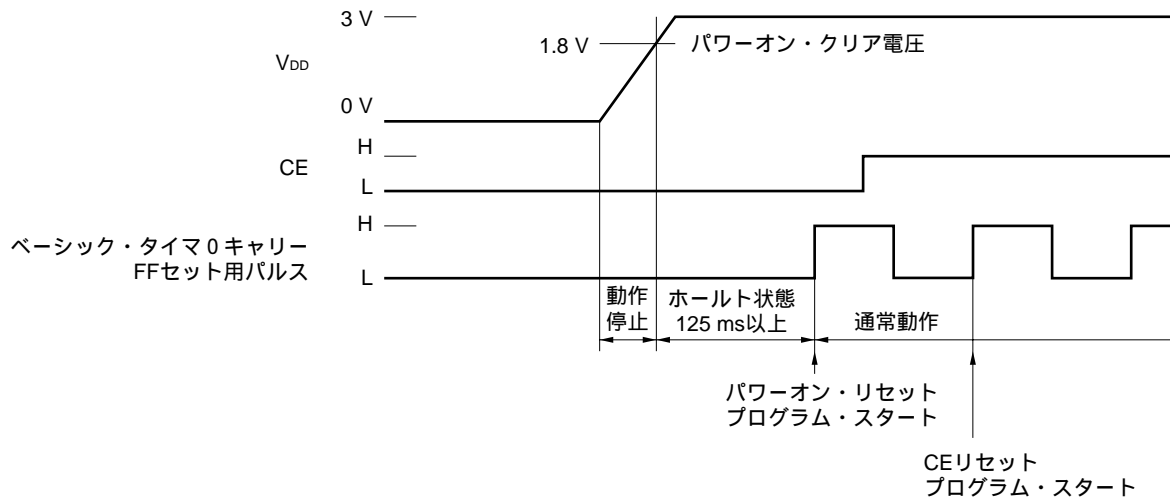 3 V
1.8 V
パワーオン・クリア電圧
VDD
0 V
H
CE
L
H
ベーシック・タイマ0キャリー
FFセット用パルス
L
動作
停止
ホールト状態
125 ms以上
通常動作
パワーオン・リセット
プログラム・スタート
CEリセット
プログラム・スタート